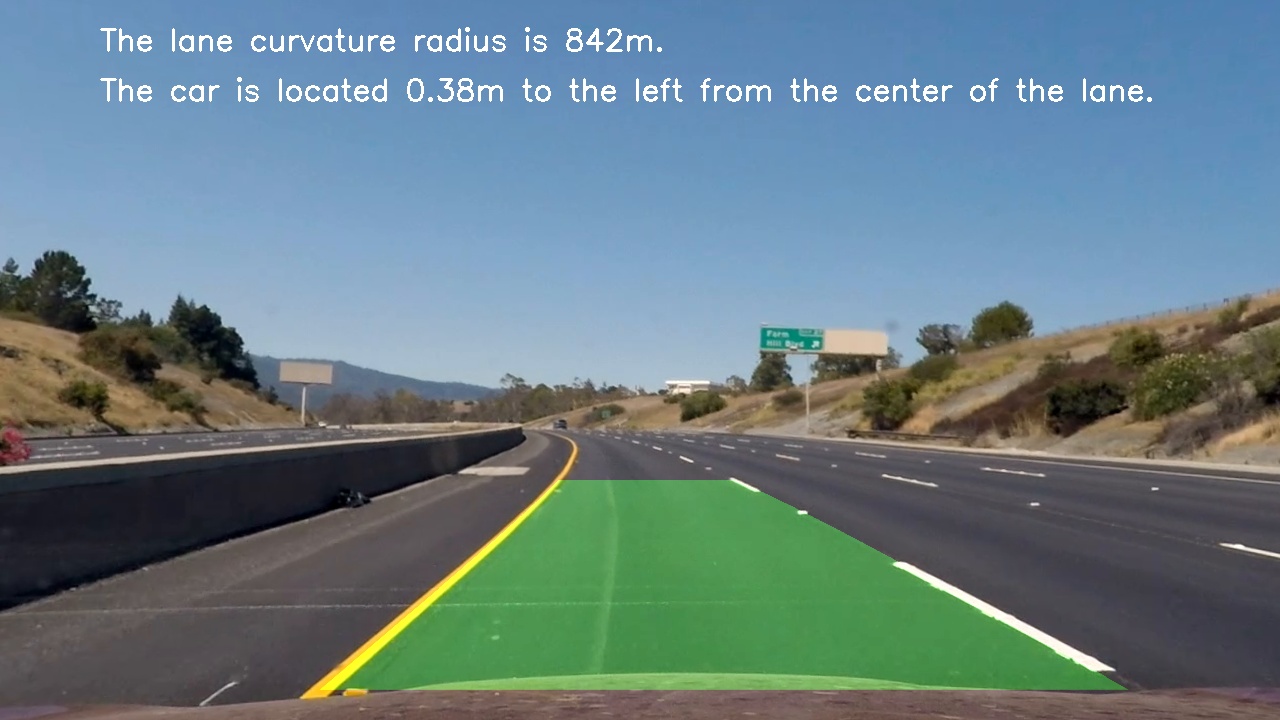 The lane curvature radius is 842m.
The car is located 0.38m to the left from the center of the lane.
Farm
Hill Blvd